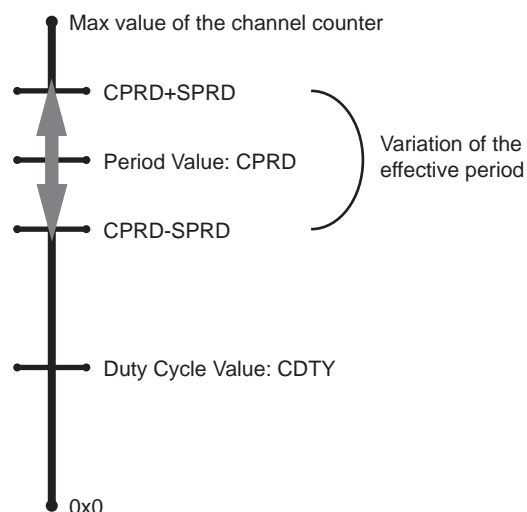 Max value of the channel counter
CPRD+SPRD
Period Value: CPRD
Variation of the
effective period
CPRD-SPRD
Duty Cycle Value: CDTY
0x0